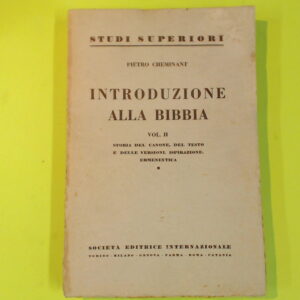 STUDI SUPERIORI
PIETRO CHEMINANT
INTRODUZIONE
ALLA BIBBIA
VOL. II
STORIA DEL CANONE, DEL TESTO
E DELLE VERSIONI. ISPIRAZIONE.
ERMENEUTICA
SOCIETÀ EDITRICE INTERNAZIONALE
TORINO - MILANO - GENOVA - PARMA - ROMA - CATANIA